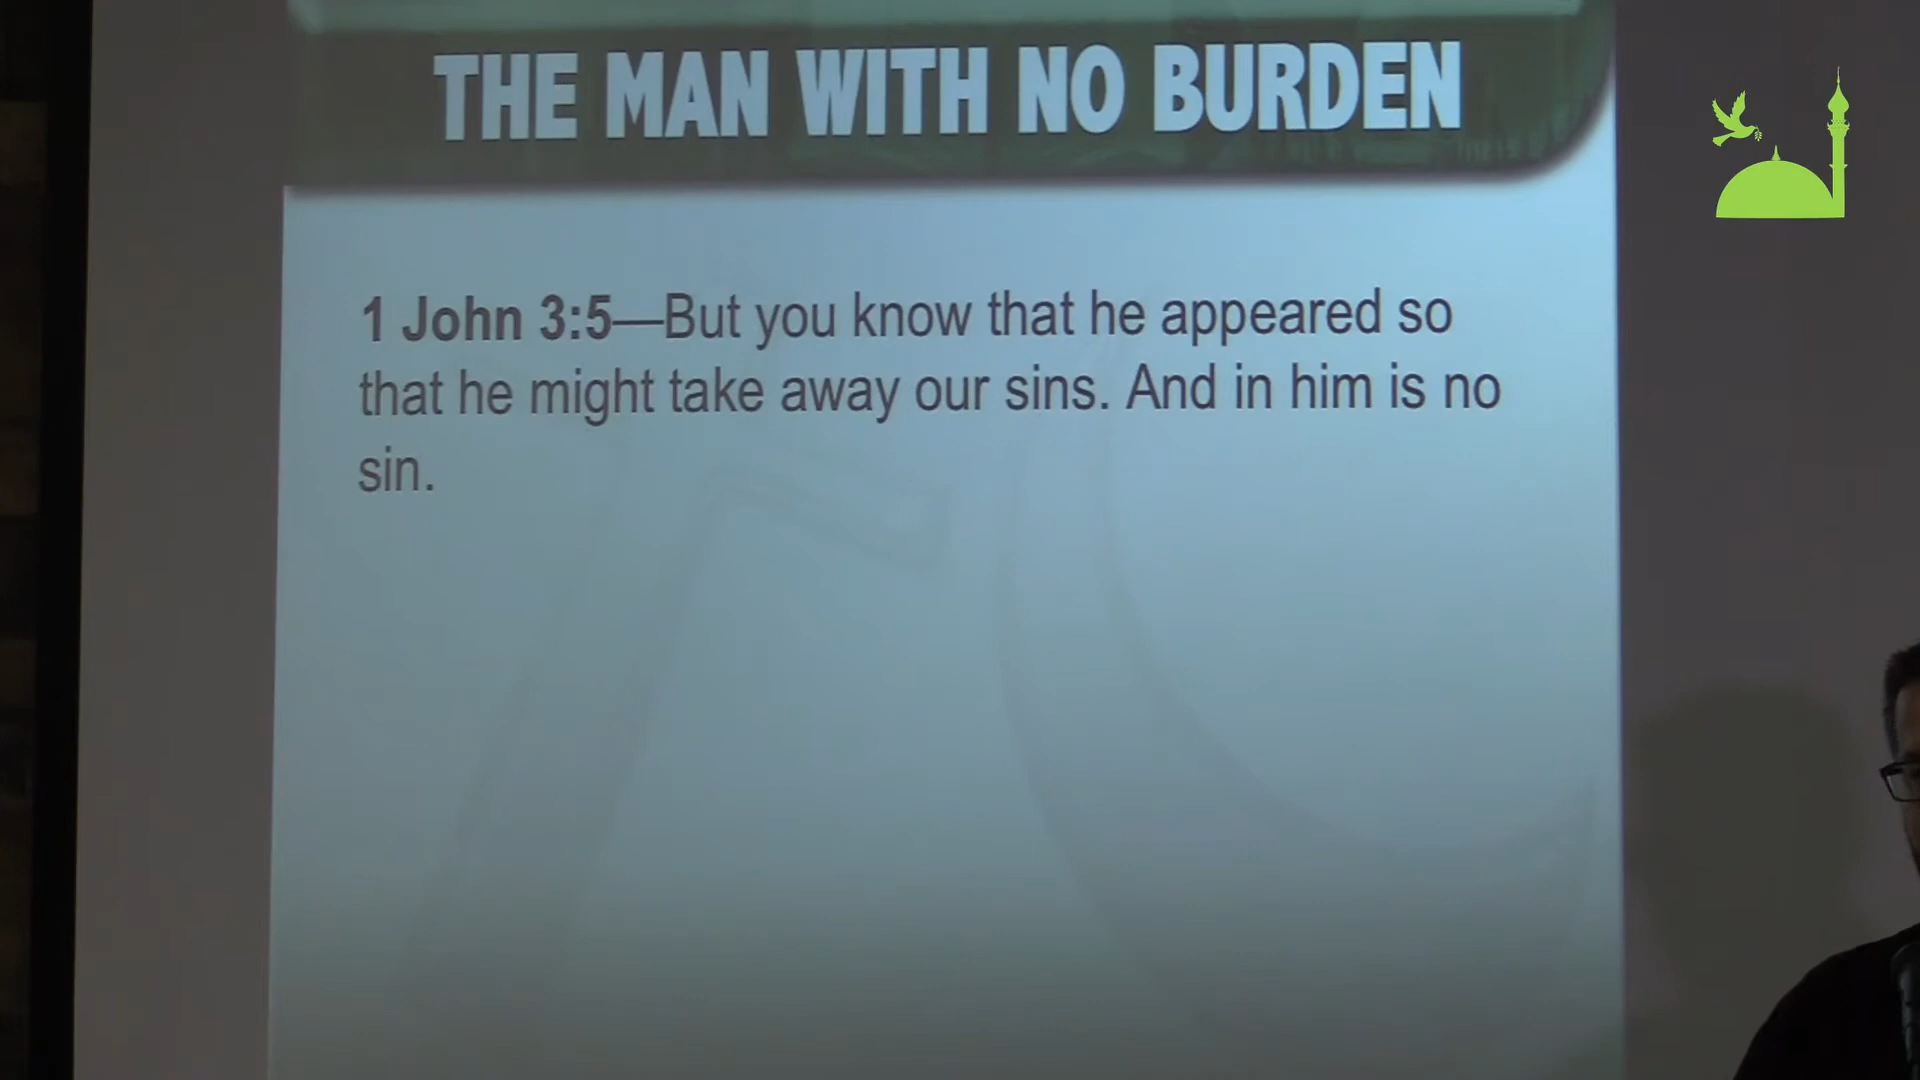 THE MAN WITH NO BURDEN
1 John 3:5—But you know that he appeared so
that he might take away our sins. And in him is no
sin.